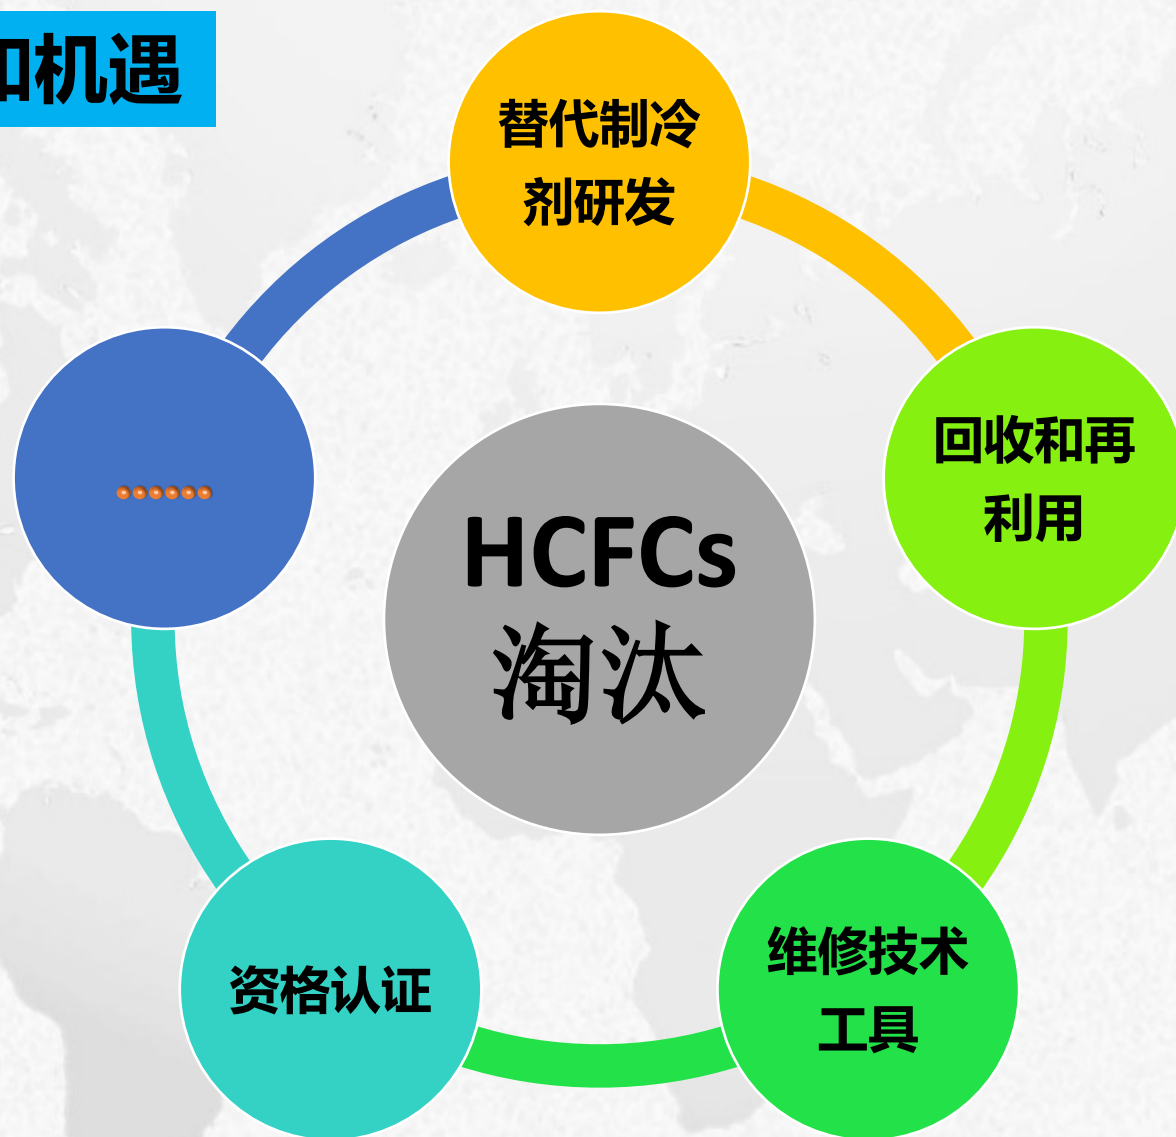 和机遇
替代制冷
剂研发
回收和再
利用
HCFCs
淘汰
......
维修技术
工具
资格认证